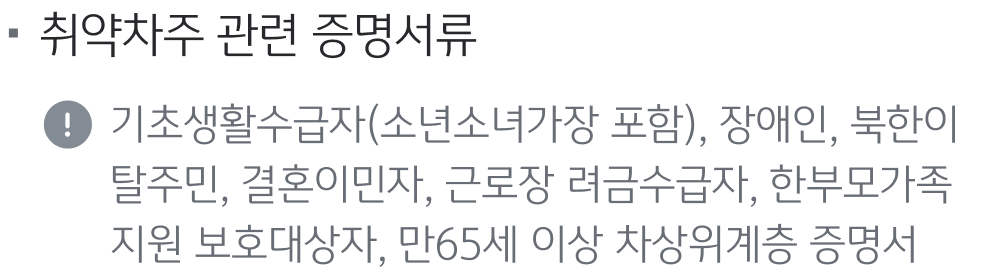 ▪ 취약차주 관련 증명서류
기초생활수급자(소년소녀가장 포함), 장애인, 북한이
탈주민, 결혼이민자, 근로장 려금수급자, 한부모가족
지원 보호대상자, 만65세 이상 차상위계층 증명서